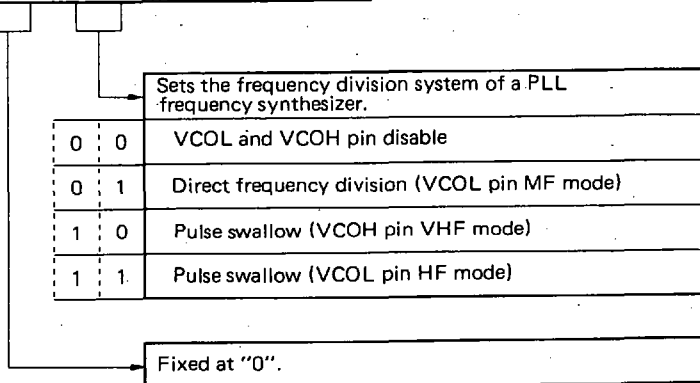 Sets the frequency division system of a PLL
frequency synthesizer.
0 0 VCOL and VCOH pin disable
0 1 Direct frequency division (VCOL pin MF mode)
1 0 Pulse swallow (VCOH pin VHF mode)
1 1 Pulse swallow (VCOL pin HF mode)
Fixed at "0".